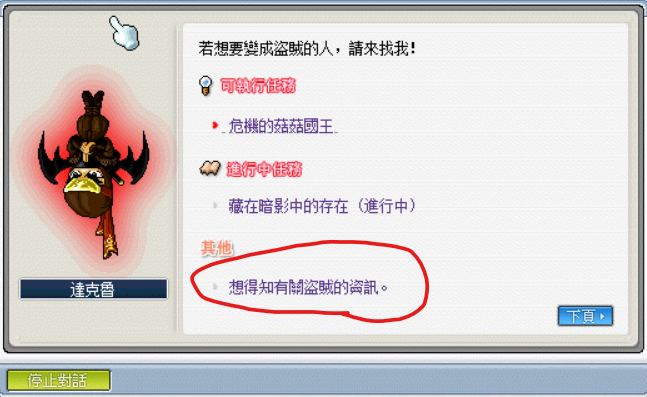 若想要變成盜賊的人，請來找我!
可執行任務
危機的菇菇國王
進行中任務
藏在暗影中的存在（進行中）
其他
想得知有關盜賊的資訊。
達克魯
下頁
停止對話